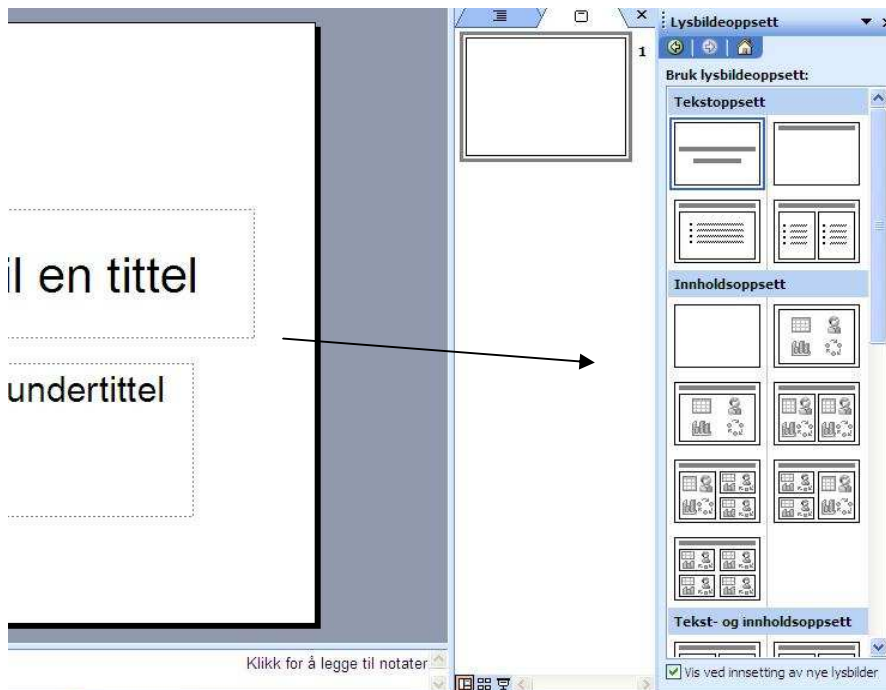 il en tittel
undertittel
Klikk for å legge til notater
1
Lysbildeoppsett
Bruk lysbildeoppsett:
Tekstoppsett
Innholdsoppsett
Tekst- og innholdsoppsett
Vis ved innsetting av nye lysbilder